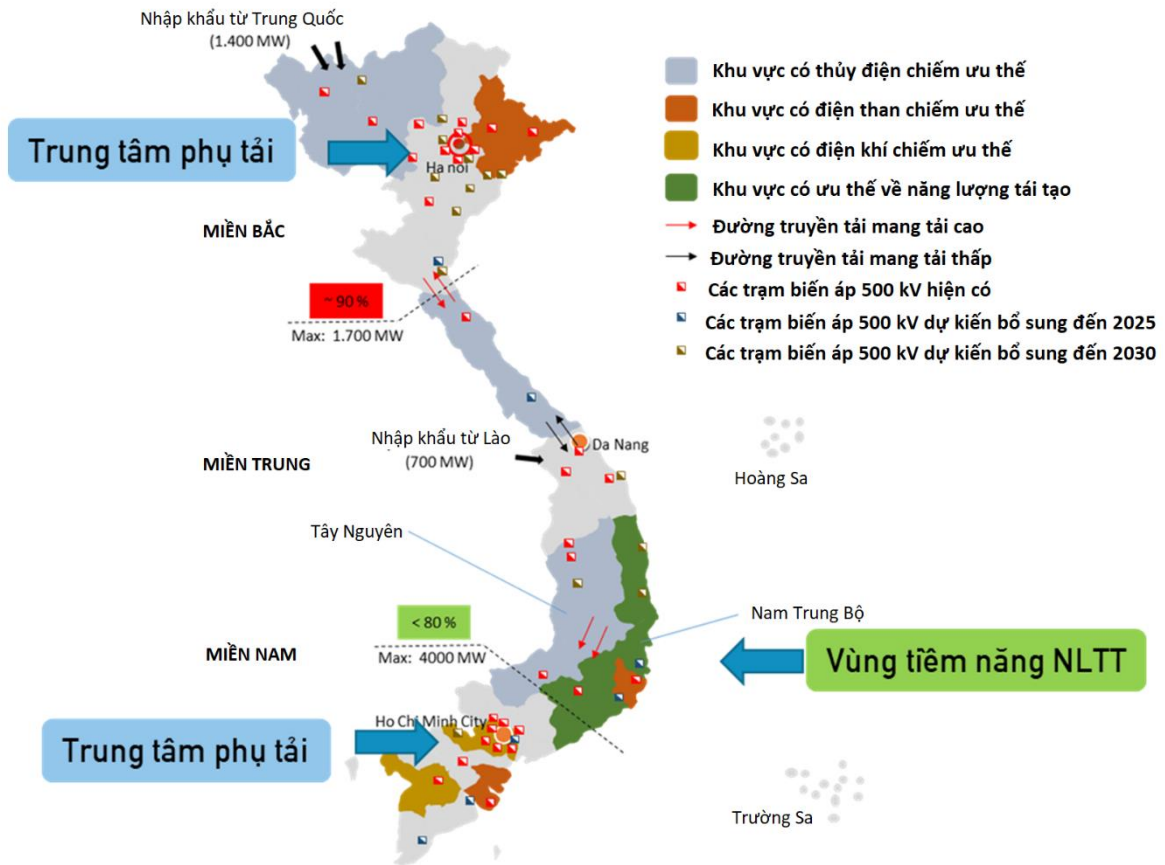 Nhập khẩu từ Trung Quốc
(1.400 MW)
Khu vực có thủy điện chiếm ưu thế
Khu vực có điện than chiếm ưu thế
Khu vực có điện khí chiếm ưu thế
Khu vực có ưu thế về năng lượng tái tạo
Đường truyền tải mang tải cao
Đường truyền tải mang tải thấp
Các trạm biến áp 500 kV hiện có
Các trạm biến áp 500 kV dự kiến bổ sung đến 2025
Các trạm biến áp 500 kV dự kiến bổ sung đến 2030
Trung tâm phụ tải
Ha noi
MIỀN BẮC
~ 90 %
Max: 1.700 MW
Nhập khẩu từ Lào
(700 MW)
Da Nang
MIỀN TRUNG
Hoàng Sa
Tây Nguyên
Nam Trung Bộ
< 80 %
Max: 4000 MW
MIỀN NAM
Vùng tiềm năng NLTT
Ho Chi Minh City
Trung tâm phụ tải
Trường Sa